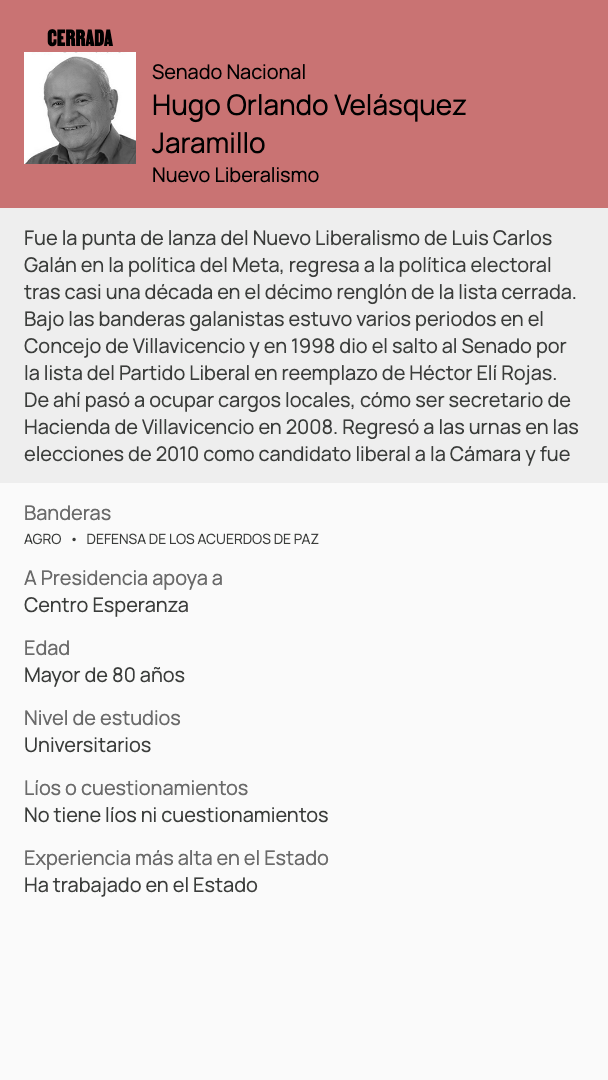 CERRADA
Senado Nacional
Hugo Orlando Velásquez
Jaramillo
Nuevo Liberalismo
Fue la punta de lanza del Nuevo Liberalismo de Luis Carlos
Galán en la política del Meta, regresa a la política electoral
tras casi una década en el décimo renglón de la lista cerrada.
Bajo las banderas galanistas estuvo varios periodos en el
Concejo de Villavicencio y en 1998 dio el salto al Senado por
la lista del Partido Liberal en reemplazo de Héctor Elí Rojas.
De ahí pasó a ocupar cargos locales, cómo ser secretario de
Hacienda de Villavicencio en 2008. Regresó a las urnas en las
elecciones de 2010 como candidato liberal a la Cámara y fue
Banderas
AGRO • DEFENSA DE LOS ACUERDOS DE PAZ
A Presidencia apoya a
Centro Esperanza
Edad
Mayor de 80 años
Nivel de estudios
Universitarios
Líos o cuestionamientos
No tiene líos ni cuestionamientos
Experiencia más alta en el Estado
Ha trabajado en el Estado